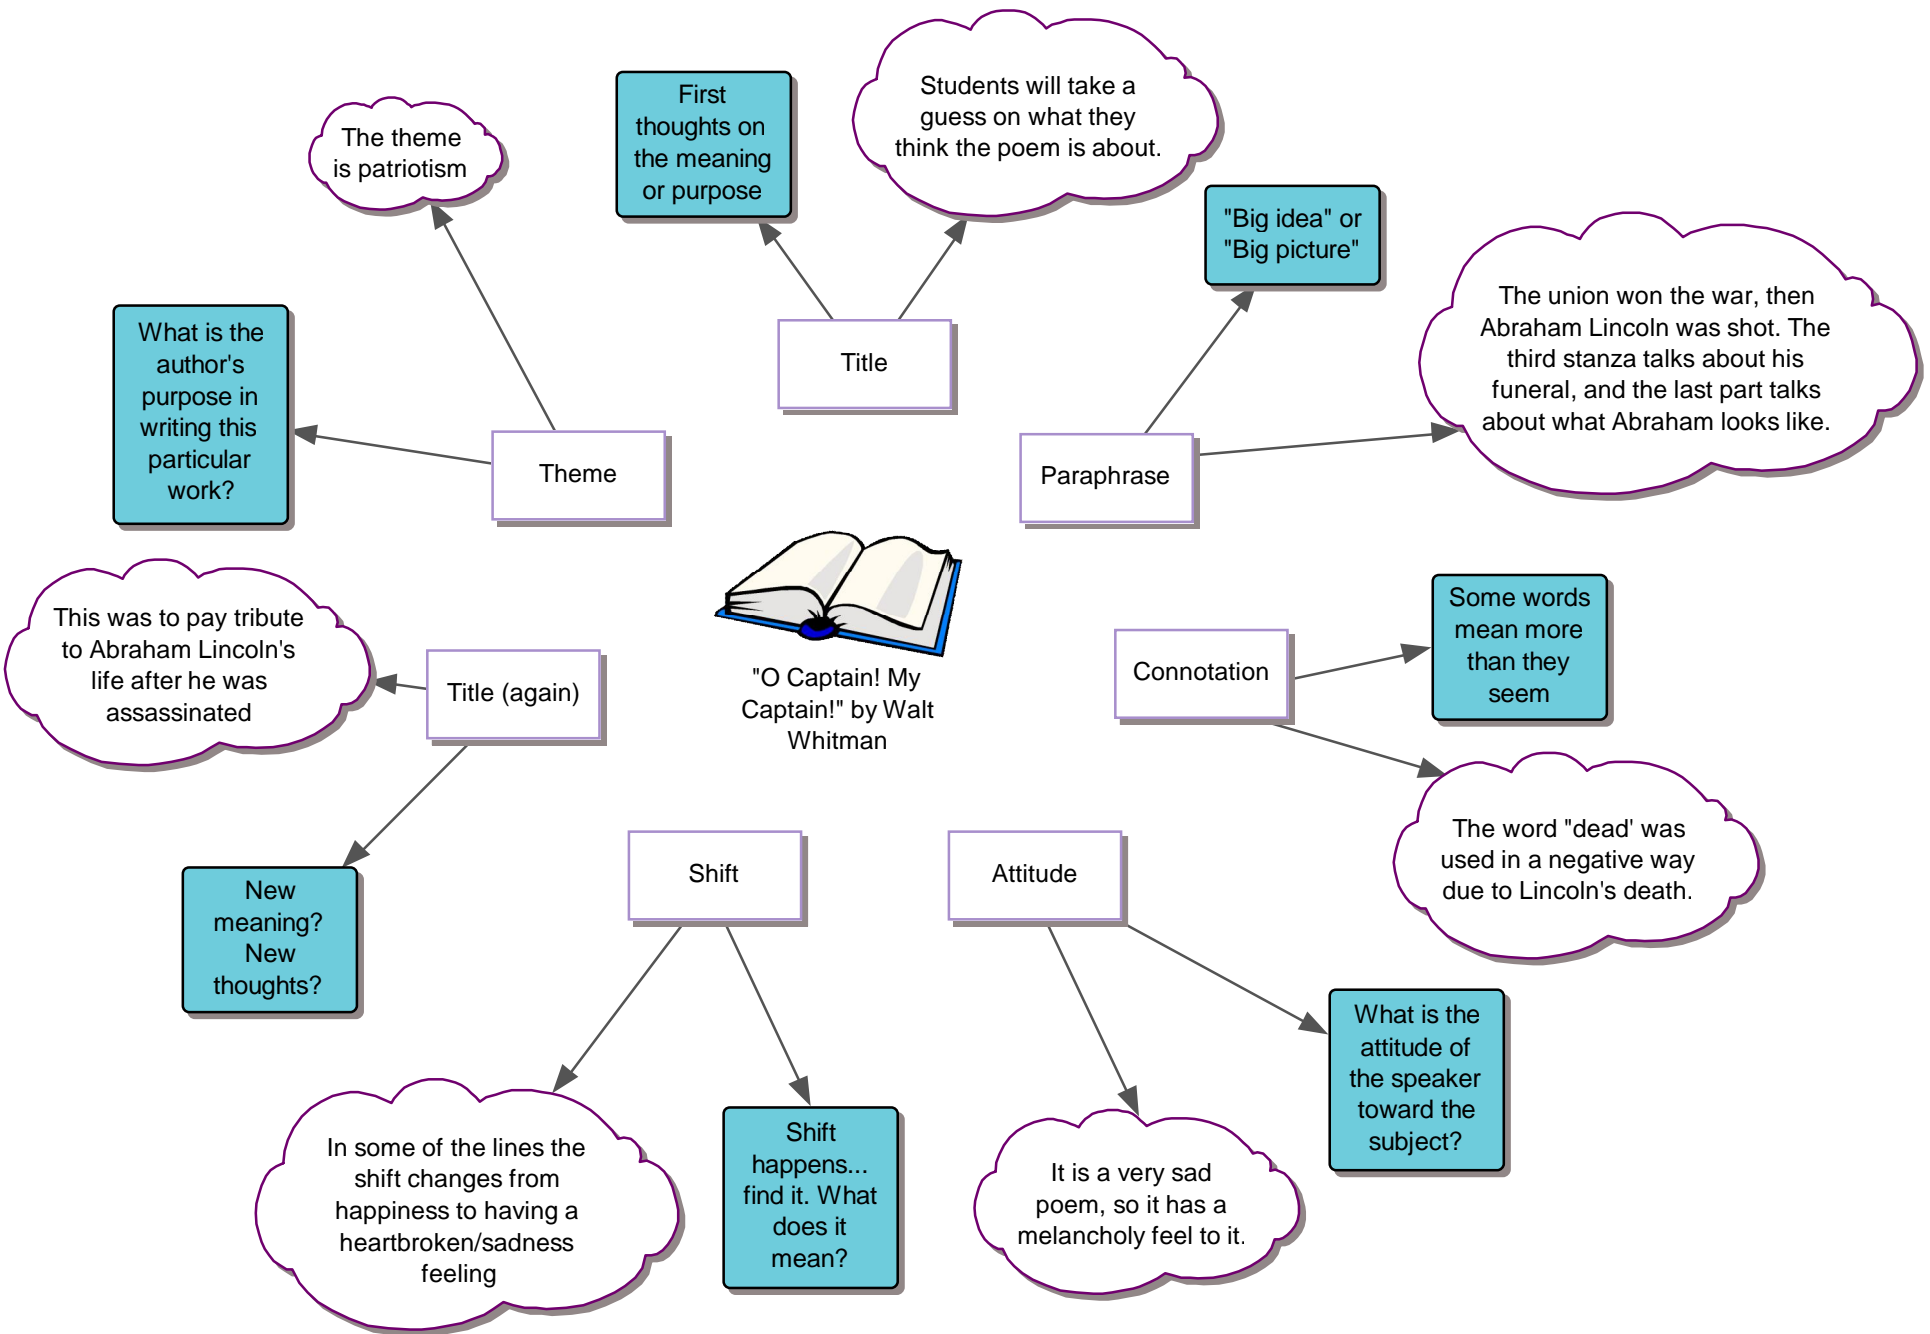 Students will take a
guess on what they
think the poem is about.
First
thoughts on
the meaning
or purpose
The theme
is patriotism
"Big idea" or
"Big picture"
The union won the war, then
Abraham Lincoln was shot. The
third stanza talks about his
funeral, and the last part talks
about what Abraham looks like.
What is the
author's
purpose in
writing this
particular
work?
Title
Theme
Paraphrase
This was to pay tribute
to Abraham Lincoln's
life after he was
assassinated
Title (again)
"O Captain! My
Captain!" by Walt
Whitman
Connotation
Some words
mean more
than they
seem
The word "dead' was
used in a negative way
due to Lincoln's death.
Shift
Attitude
New
meaning?
New
thoughts?
What is the
attitude of
the speaker
toward the
subject?
In some of the lines the
shift changes from
happiness to having a
heartbroken/sadness
feeling
Shift
happens...
find it. What
does it
mean?
It is a very sad
poem, so it has a
melancholy feel to it.